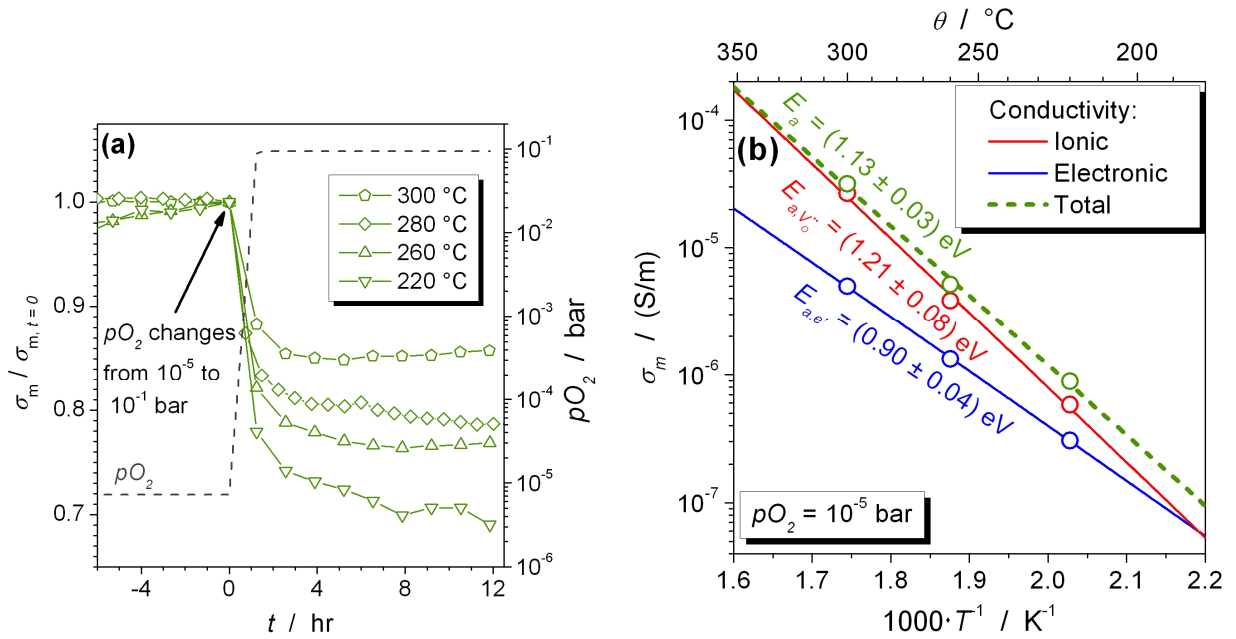 (a)
1.0
0.9
0.8
0.7
σm / σm, t = 0
-4
0
4
8
12
t / hr
10⁻¹
10⁻²
10⁻³
10⁻⁴
10⁻⁵
10⁻⁶
pO₂ / bar
300 °C
280 °C
260 °C
220 °C
pO₂ changes
from 10⁻⁵ to
10⁻¹ bar
pO₂
θ / °C
350
300
250
200
(b)
10⁻⁴
10⁻⁵
10⁻⁶
10⁻⁷
σm / (S/m)
Conductivity:
Ionic
Electronic
Total
Eₐ = (1.13 ± 0.03) eV
Eₐ,V_O¨ = (1.21 ± 0.08) eV
Eₐ,e′ = (0.90 ± 0.04) eV
pO₂ = 10⁻⁵ bar
1.6
1.7
1.8
1.9
2.0
2.1
2.2
1000·T⁻¹ / K⁻¹